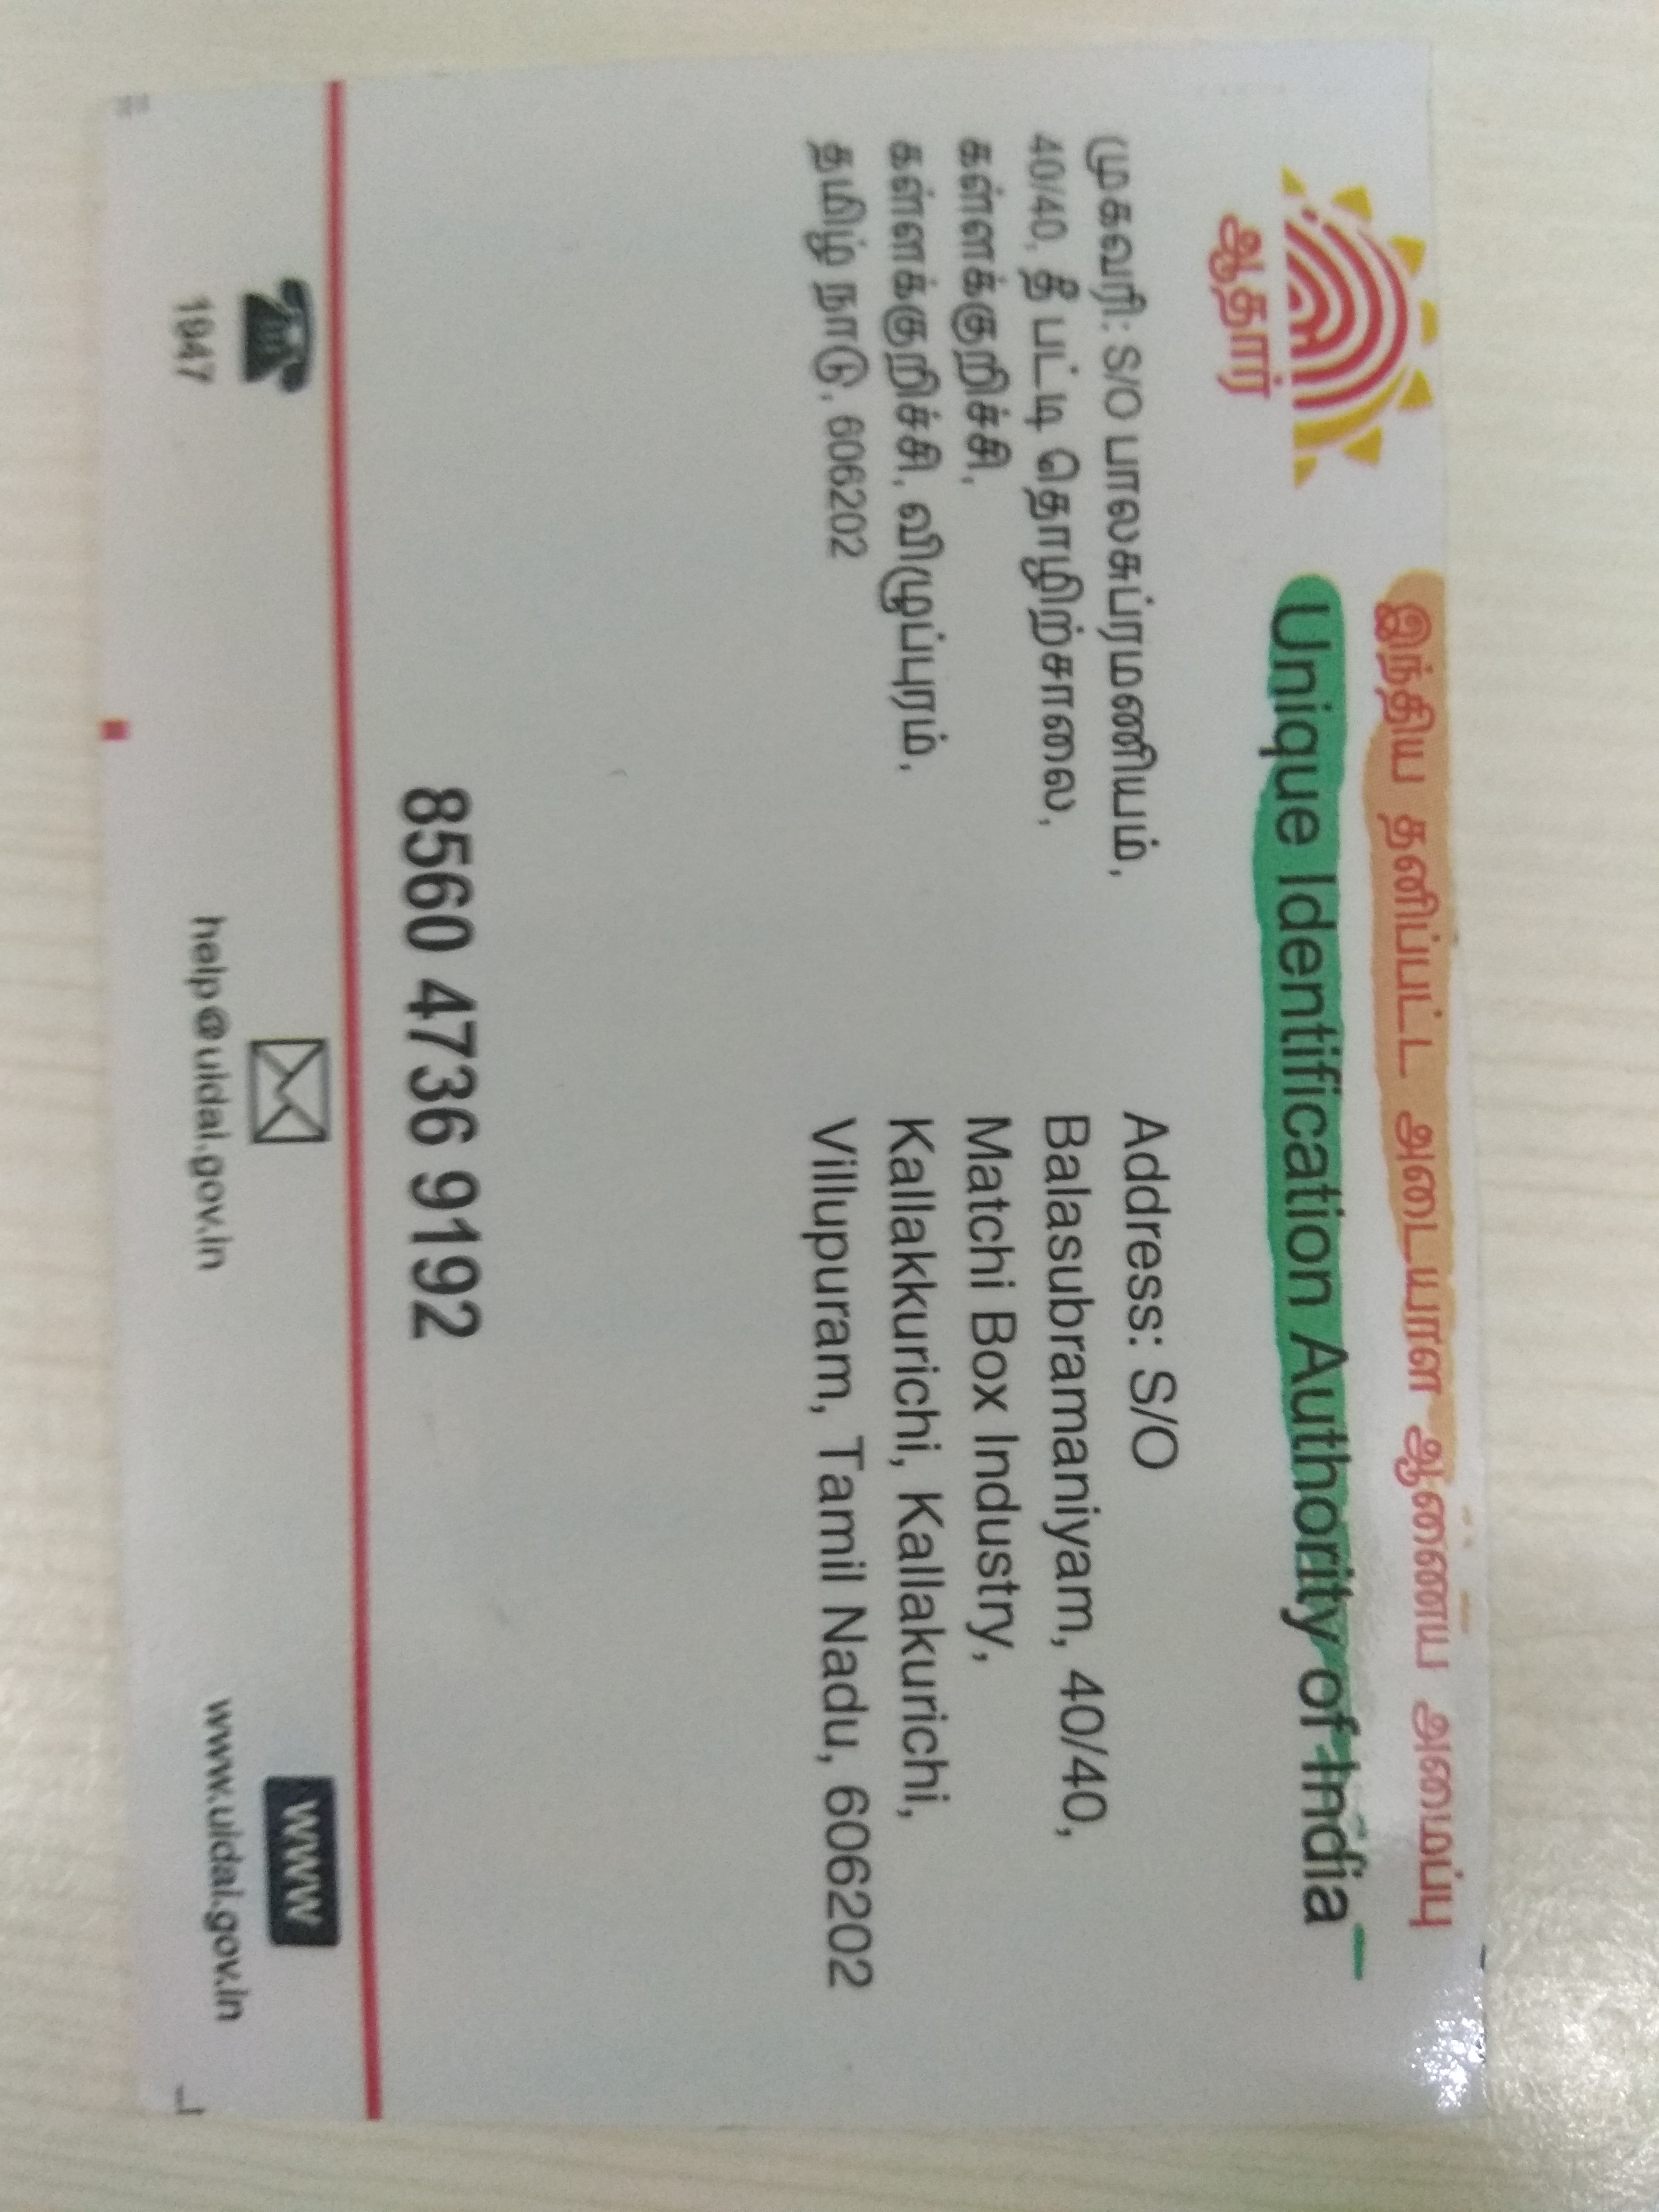 இந்திய தனிப்பட்ட அடையாள ஆணைய அமைப்பு
Unique Identification Authority of India
ஆதார்
முகவரி: S/O பாலசுப்ரமணியம்,
40/40, தீ பட்டி தொழிற்சாலை,
கள்ளக்குறிச்சி,
கள்ளக்குறிச்சி, விழுப்புரம்,
தமிழ் நாடு, 606202
Address: S/O
Balasubramaniyam, 40/40,
Matchi Box Industry,
Kallakkurichi, Kallakurichi,
Villupuram, Tamil Nadu, 606202
8560 4736 9192
1947
help@uidai.gov.in
WWW
www.uidai.gov.in